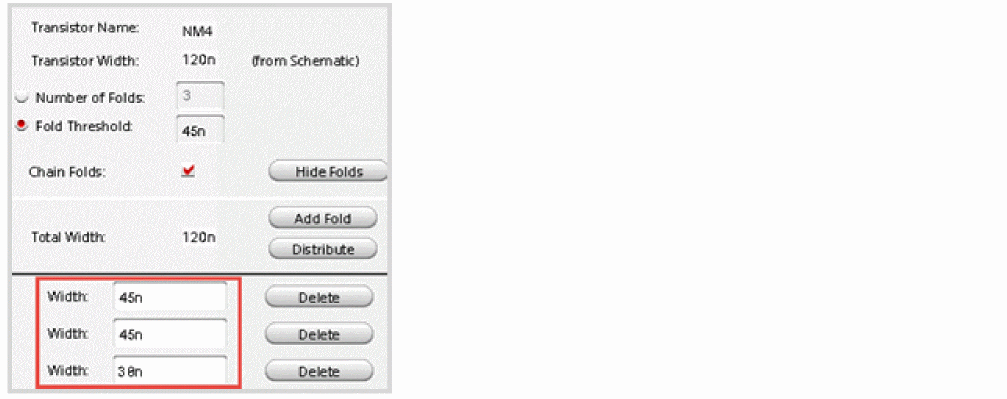 Transistor Name: NM4
Transistor Width: 120n (from Schematic)
Number of Folds: 3
Fold Threshold: 45n
Chain Folds: Hide Folds
Add Fold
Total Width: 120n
Distribute
Width: 45n Delete
Width: 45n Delete
Width: 30n Delete